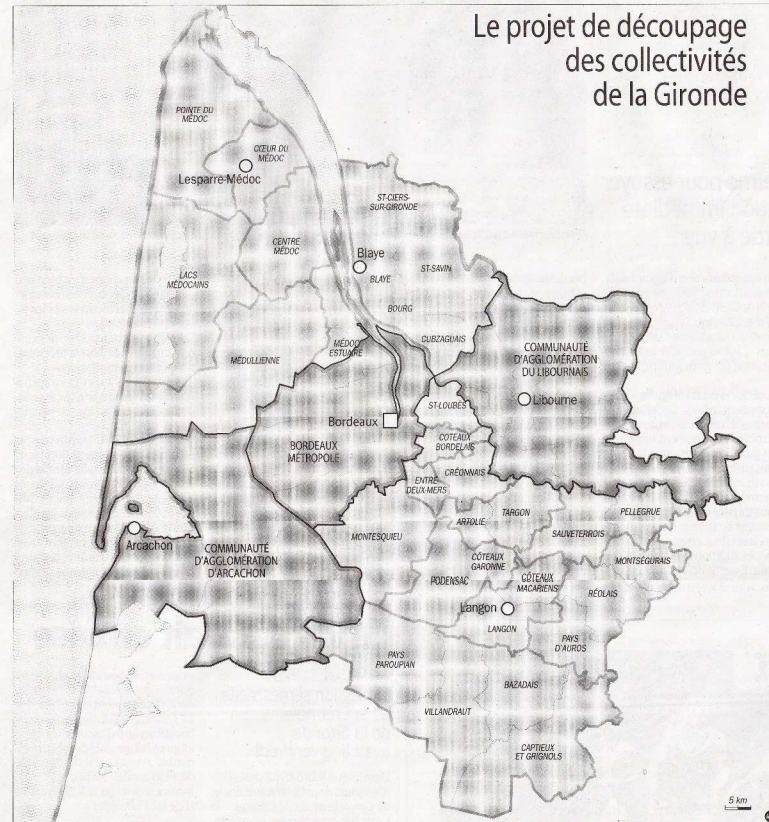 Le projet de découpage
des collectivités
de la Gironde
POINTE DU
MÉDOC
CŒUR DU
MÉDOC
Lesparre-Médoc
ST-CIERS-
SUR-GIRONDE
CENTRE
MÉDOC
Blaye
BLAYE
ST-SAVIN
LACS
MÉDOCAINS
BOURG
CUBZAGUAIS
MÉDOC
ESTUAIRE
MÉDULLIENNE
COMMUNAUTÉ
D'AGGLOMÉRATION
DU LIBOURNAIS
Libourne
ST-LOUBÈS
Bordeaux
BORDEAUX
MÉTROPOLE
COTEAUX
BORDELAIS
CRÉONNAIS
ENTRE
DEUX-MERS
PELLEGRUE
TARGON
ARTOLIE
SAUVETERROIS
Arcachon
COMMUNAUTÉ
D'AGGLOMÉRATION
D'ARCACHON
MONTESQUIEU
CÔTEAUX
GARONNE
MONTSÉGURAIS
PODENSAC
CÔTEAUX
MACARIENS
RÉOLAIS
Langon
LANGON
PAYS
D'AUROS
PAYS
PAROUPIAN
BAZADAIS
VILLANDRAUT
CAPTIEUX
ET GRIGNOLS
5 km